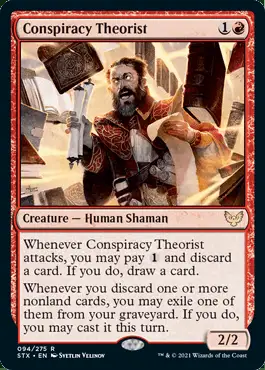 Conspiracy Theorist 1
Creature — Human Shaman
Whenever Conspiracy Theorist
attacks, you may pay 1 and discard
a card. If you do, draw a card.
Whenever you discard one or more
nonland cards, you may exile one
of them from your graveyard. If you do,
you may cast it this turn.
2/2
094/275 R
STX • EN SVETLIN VELINOV ™ & © 2021 Wizards of the Coast